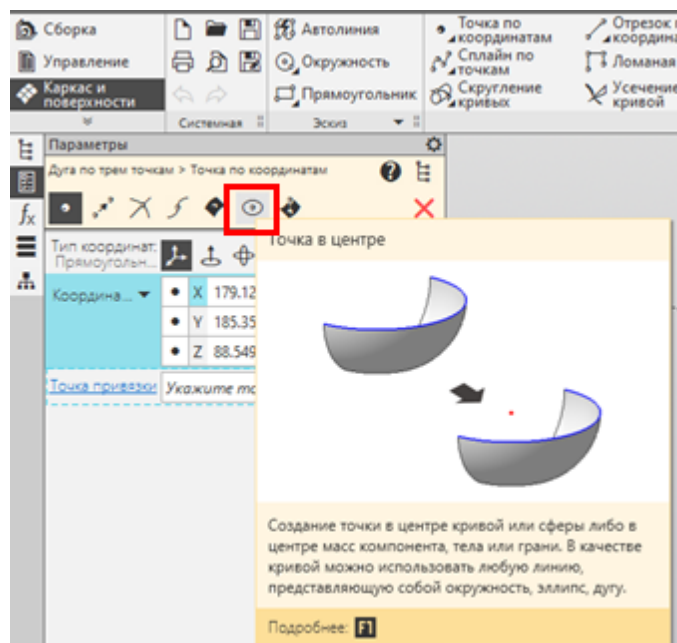 Сборка
Автолиния
Точка по координатам
Отрезок
координ
Управление
Окружность
Сплайн по точкам
Ломаная
Каркас и поверхности
Прямоугольник
Скругление кривых
Усечение кривой
Системная
Эскиз
Параметры
Дуга по трем точкам > Точка по координатам
Тип координат:
Прямоугольн...
Координа...
X 179.12
Y 185.35
Z 88.549
Точка привязки
Укажите то
Точка в центре
Создание точки в центре кривой или сферы либо в
центре масс компонента, тела или грани. В качестве
кривой можно использовать любую линию,
представляющую собой окружность, эллипс, дугу.
Подробнее: F1